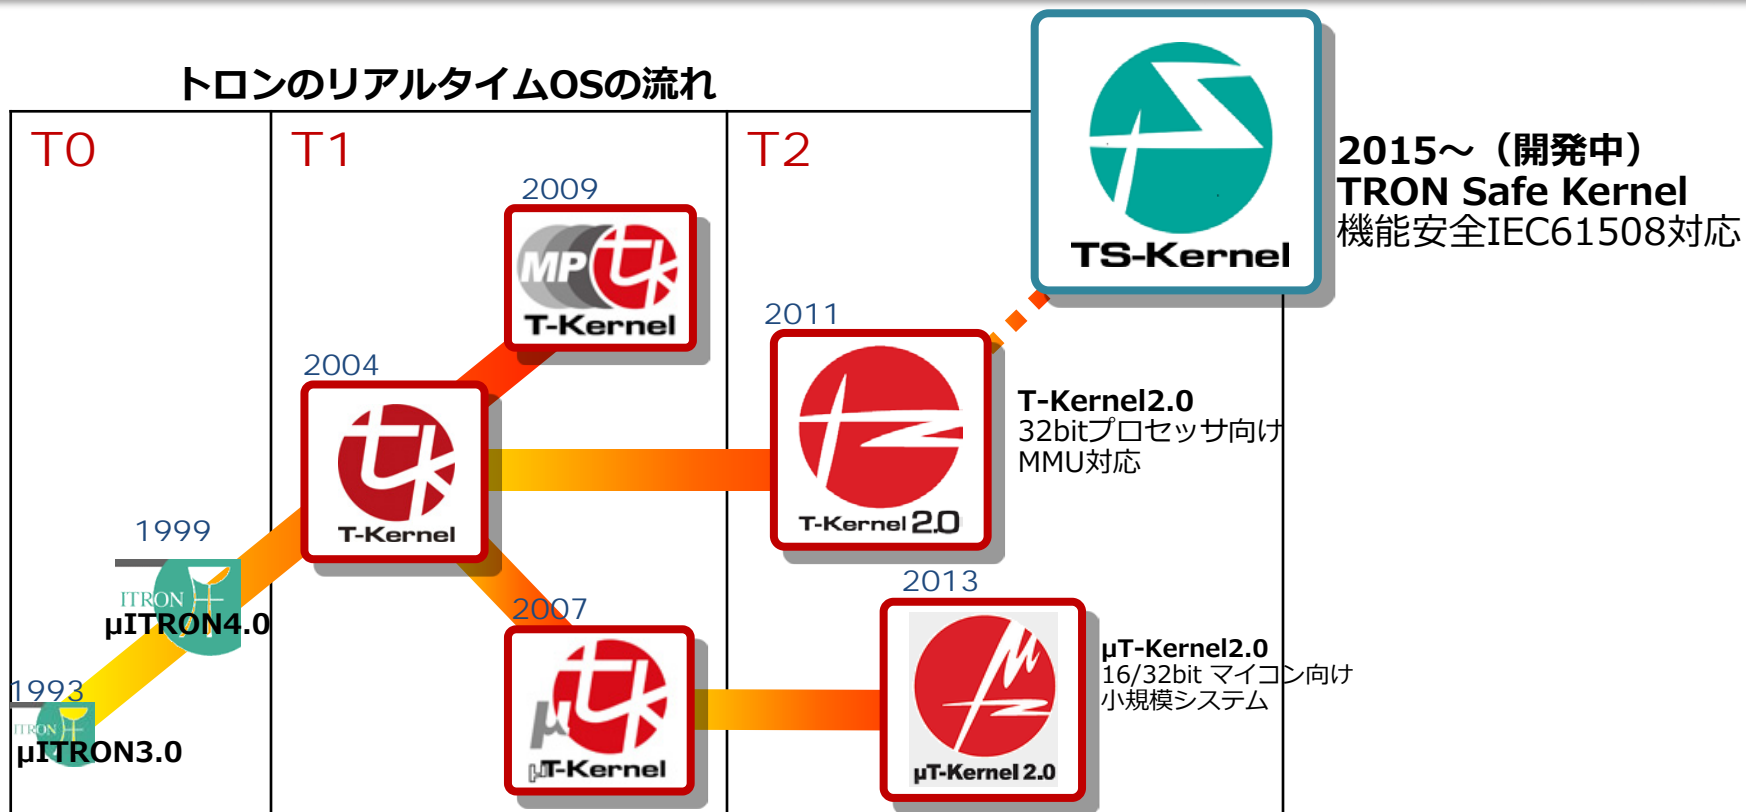 トロンのリアルタイムOSの流れ
T0
T1
T2
TS-Kernel
2015～（開発中）
TRON Safe Kernel
機能安全IEC61508対応
2009
MP
T-Kernel
2011
T-Kernel 2.0
T-Kernel2.0
32bitプロセッサ向け
MMU対応
2004
T-Kernel
1999
ITRON
μITRON4.0
1993
ITRON
μITRON3.0
2007
μ
μT-Kernel
2013
μT-Kernel 2.0
μT-Kernel2.0
16/32bit マイコン向け
小規模システム